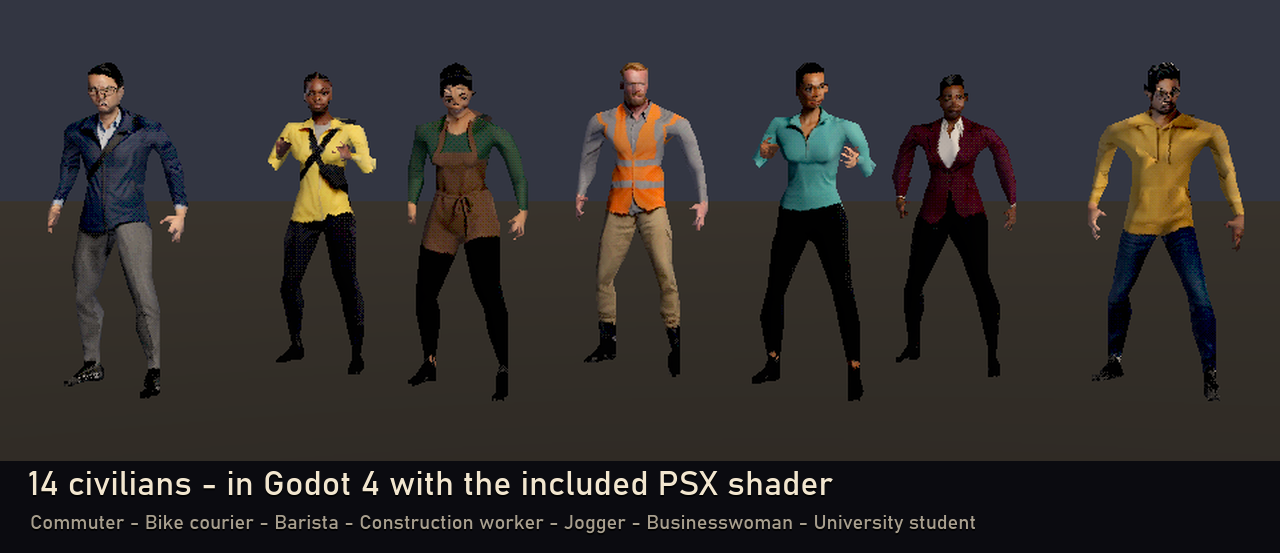 14 civilians - in Godot 4 with the included PSX shader
Commuter - Bike courier - Barista - Construction worker - Jogger - Businesswoman - University student